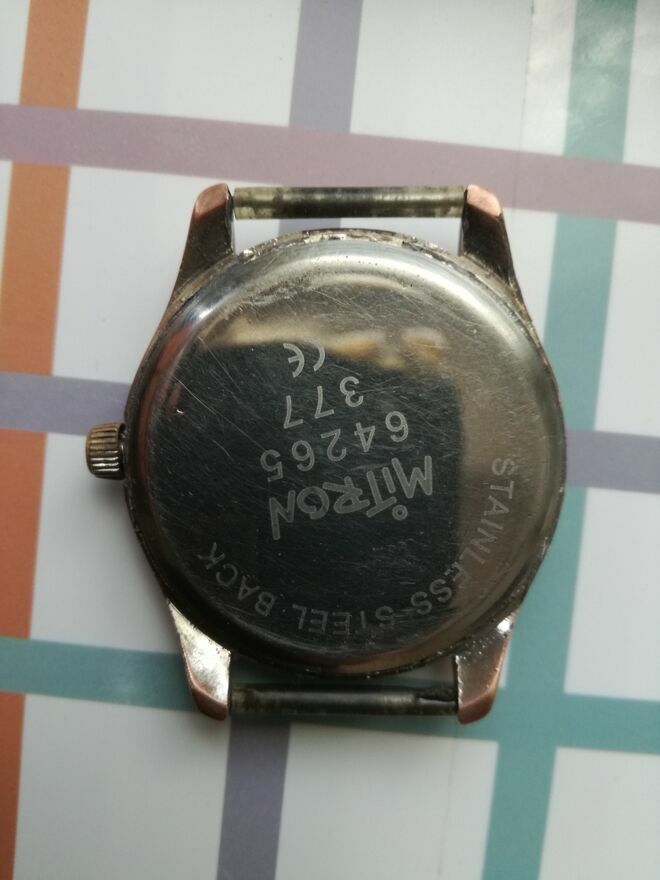 MiTRON
64265
377
CE
STAINLESS STEEL BACK